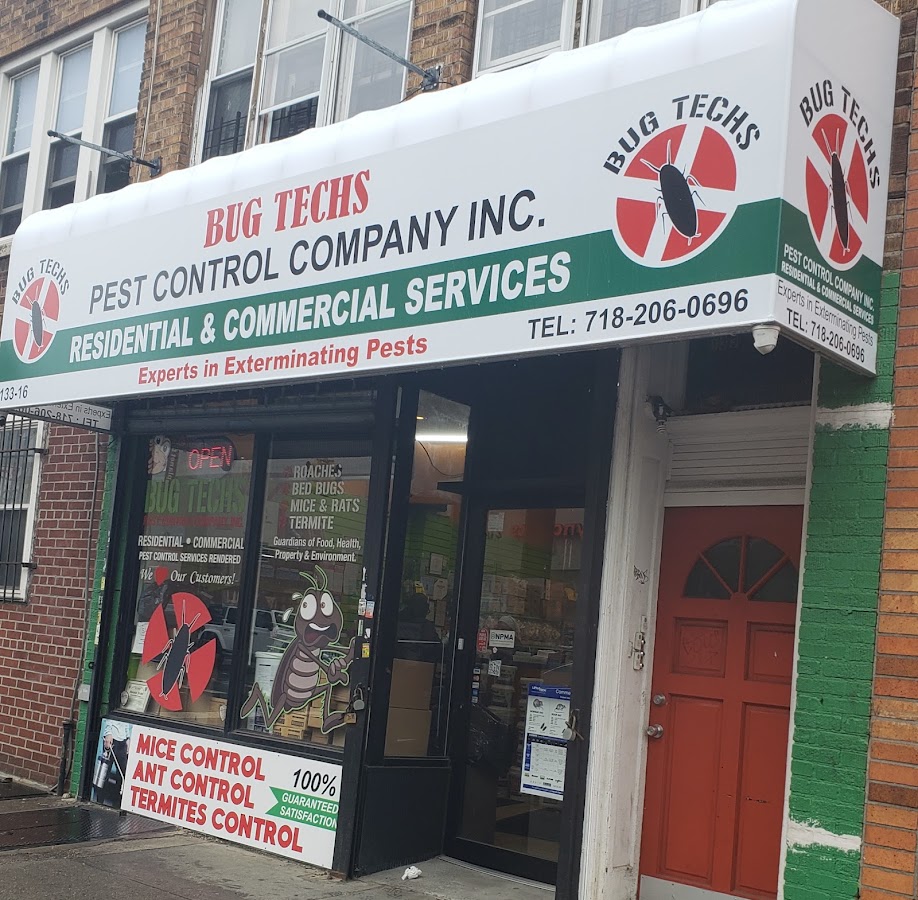 BUG TECHS
BUG TECHS
PEST CONTROL COMPANY INC.
RESIDENTIAL & COMMERCIAL SERVICES
Experts in Exterminating Pests
TEL: 718-206-0696
133-16
BUG TECHS
BUG TECHS
PEST CONTROL COMPANY INC.
RESIDENTIAL & COMMERCIAL SERVICES
Experts in Exterminating Pests
TEL: 718-206-0696
OPEN
BUG TECHS
RESIDENTIAL • COMMERCIAL
PEST CONTROL SERVICES RENDERED
We Our Customers!
ROACHES
BED BUGS
MICE & RATS
TERMITE
Guardians of Food, Health,
Property & Environment.
NPMA
MICE CONTROL
ANT CONTROL
TERMITES CONTROL
100%
GUARANTEED
SATISFACTION